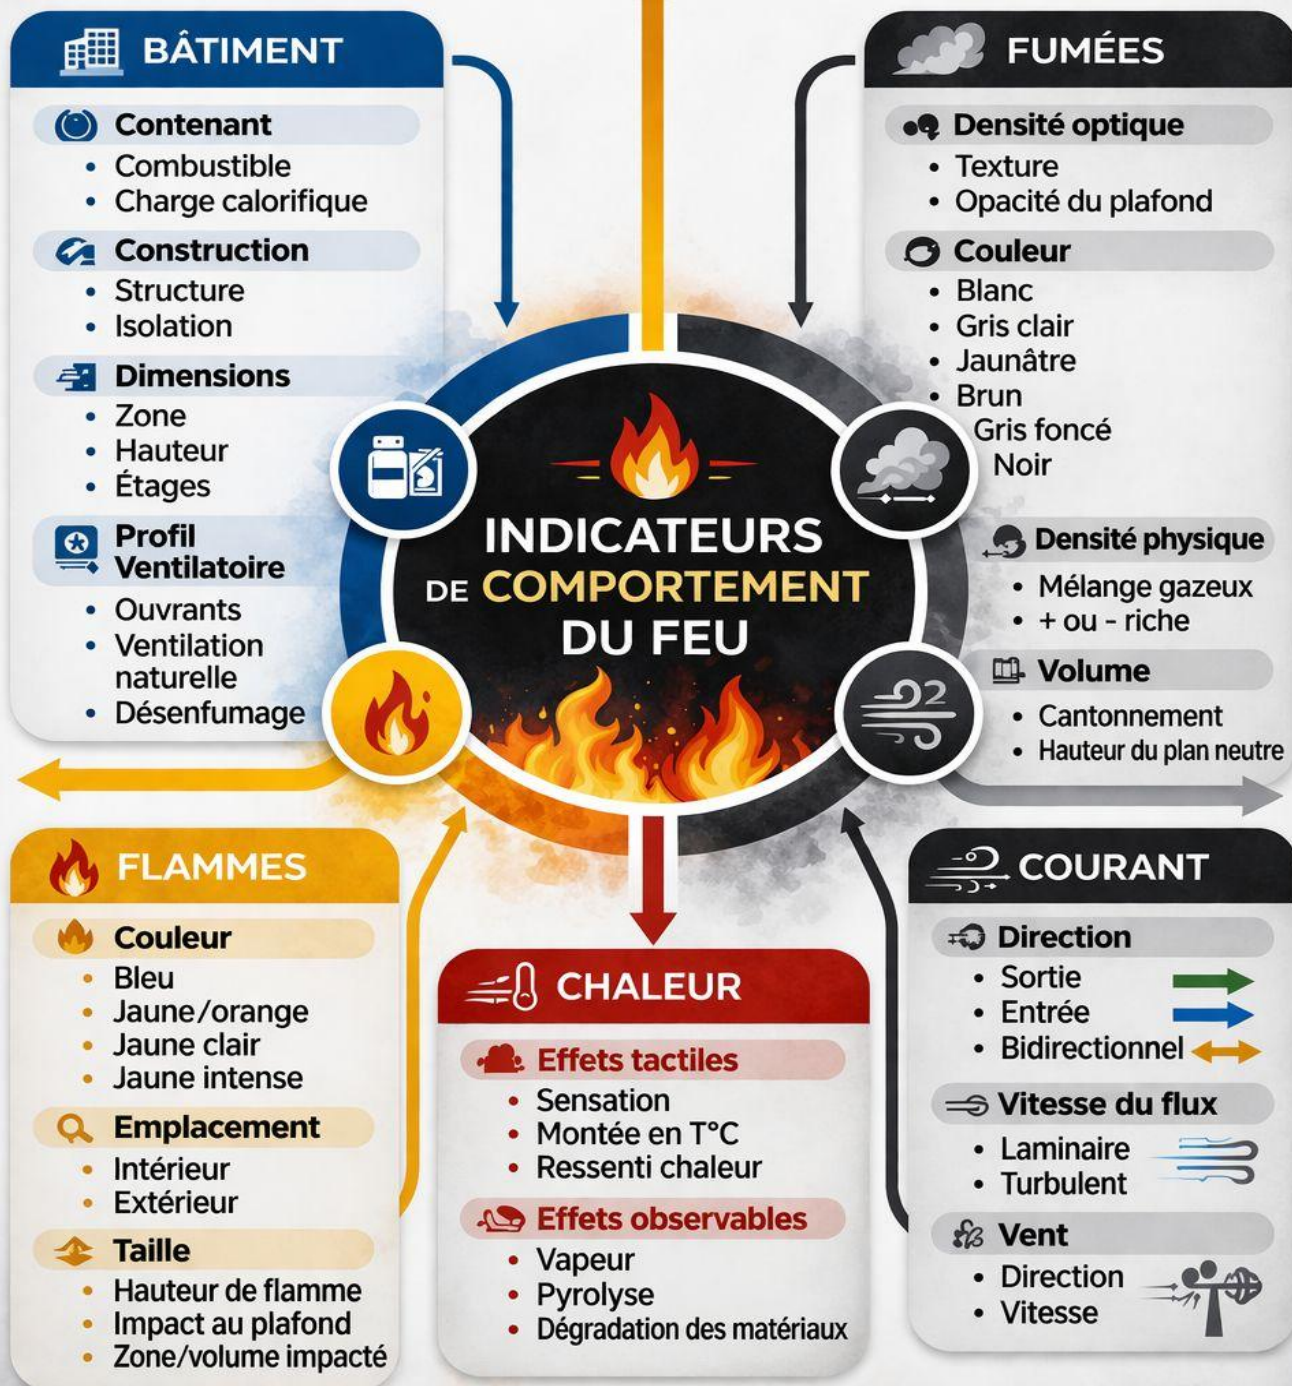 BÂTIMENT
Contenant
• Combustible
• Charge calorifique
Construction
• Structure
• Isolation
Dimensions
• Zone
• Hauteur
• Étages
Profil
Ventilatoire
• Ouvrants
• Ventilation
naturelle
• Désenfumage
FUMÉES
Densité optique
• Texture
• Opacité du plafond
Couleur
• Blanc
• Gris clair
• Jaunâtre
• Brun
Gris foncé
Noir
Densité physique
• Mélange gazeux
• + ou - riche
Volume
• Cantonnement
• Hauteur du plan neutre
INDICATEURS
DE COMPORTEMENT
DU FEU
FLAMMES
Couleur
• Bleu
• Jaune/orange
• Jaune clair
• Jaune intense
Emplacement
• Intérieur
• Extérieur
Taille
• Hauteur de flamme
• Impact au plafond
• Zone/volume impacté
CHALEUR
Effets tactiles
• Sensation
• Montée en T°C
• Ressenti chaleur
Effets observables
• Vapeur
• Pyrolyse
• Dégradation des matériaux
COURANT
Direction
• Sortie
• Entrée
• Bidirectionnel
Vitesse du flux
• Laminaire
• Turbulent
Vent
• Direction
• Vitesse